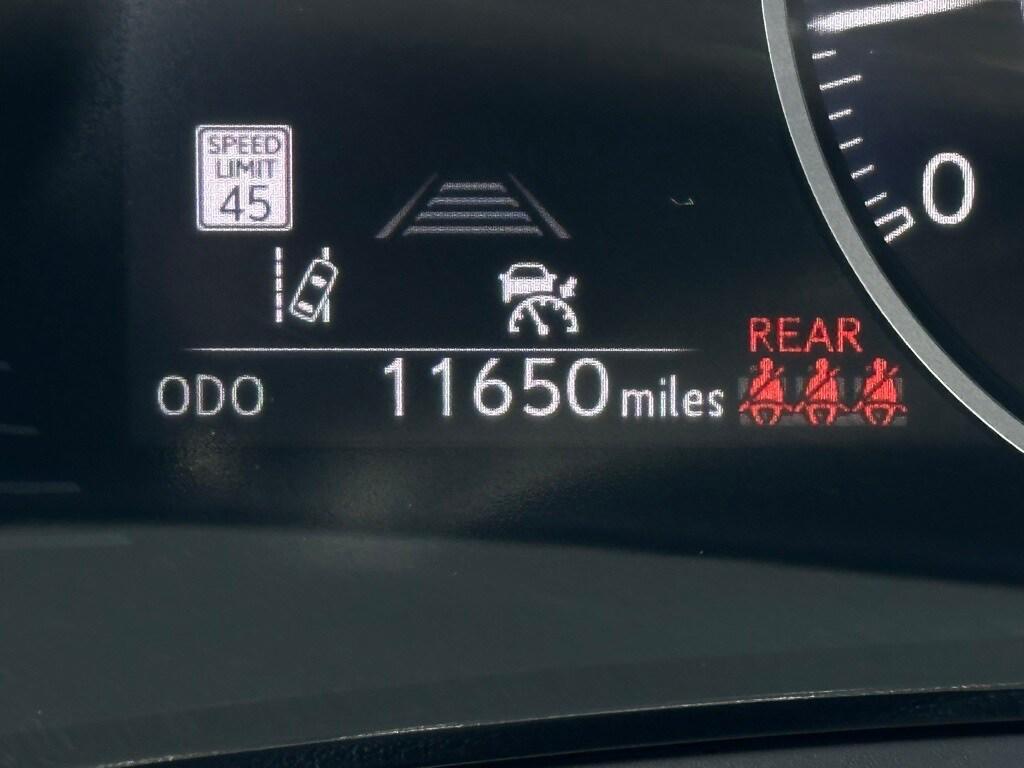 SPEED
LIMIT
45
0
REAR
ODO 11650 miles